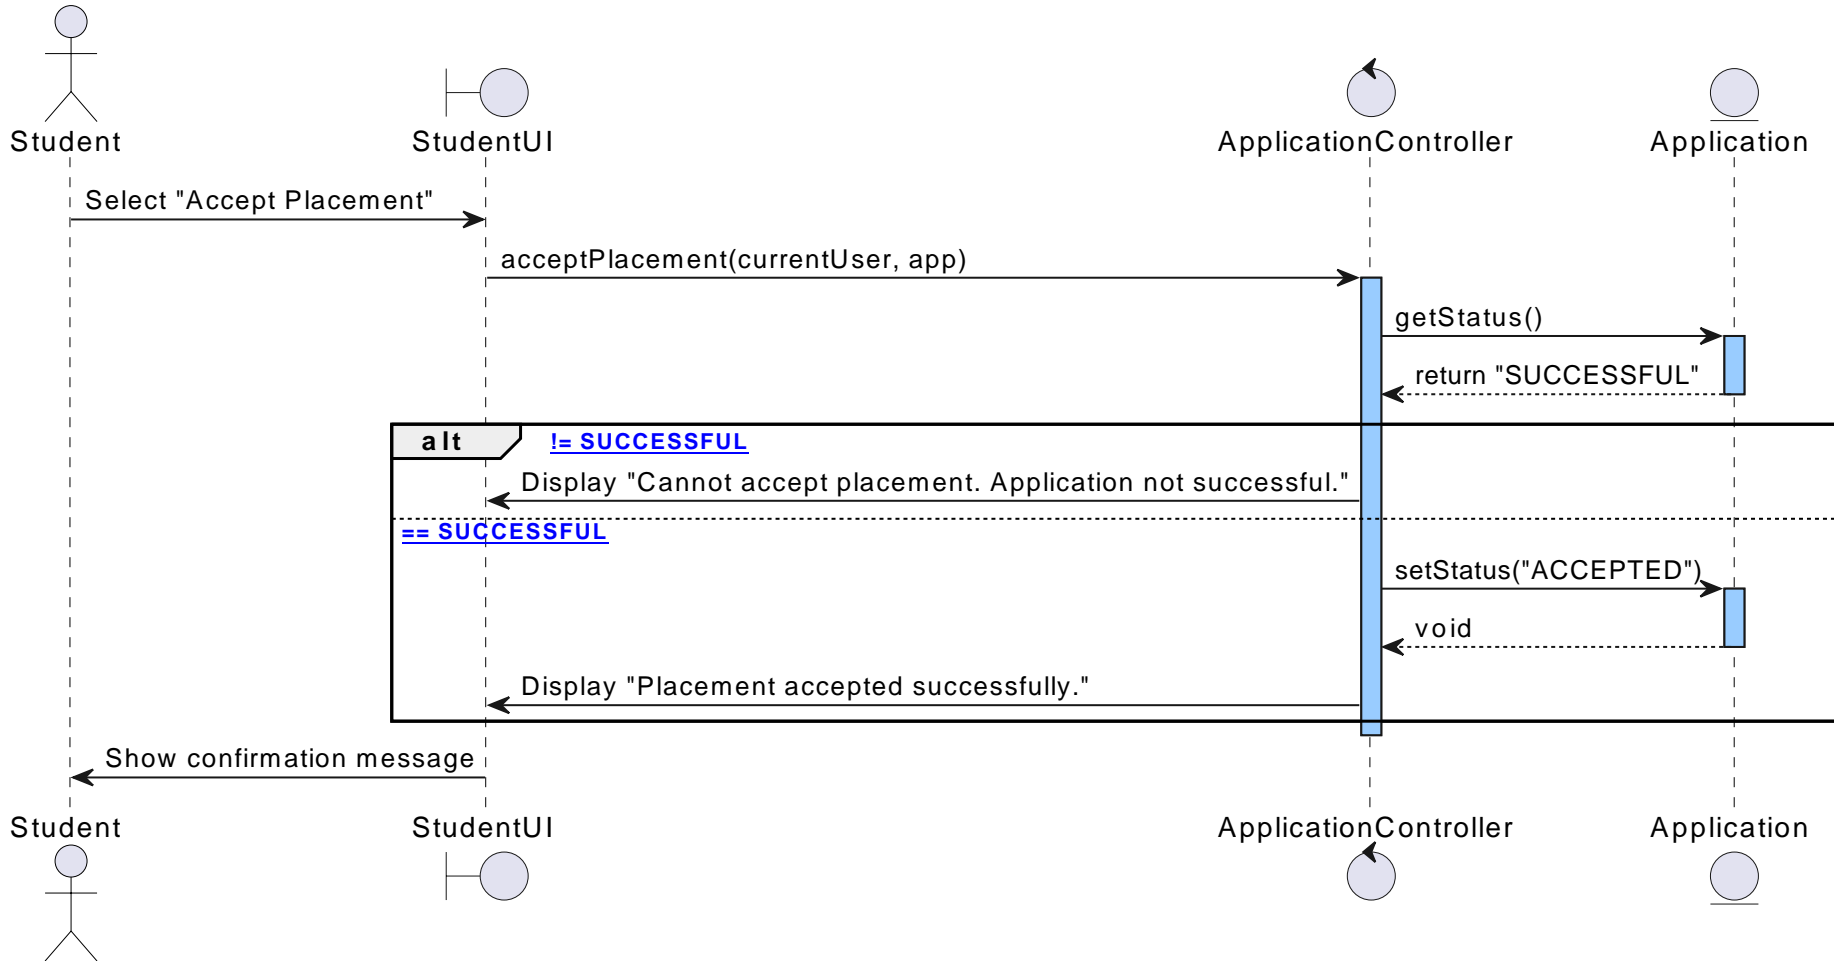 Student
StudentUI
ApplicationController
Application
Select "Accept Placement"
acceptPlacement(currentUser, app)
getStatus()
return "SUCCESSFUL"
alt
!= SUCCESSFUL
Display "Cannot accept placement. Application not successful."
== SUCCESSFUL
setStatus("ACCEPTED")
void
Display "Placement accepted successfully."
Show confirmation message
Student
StudentUI
ApplicationController
Application